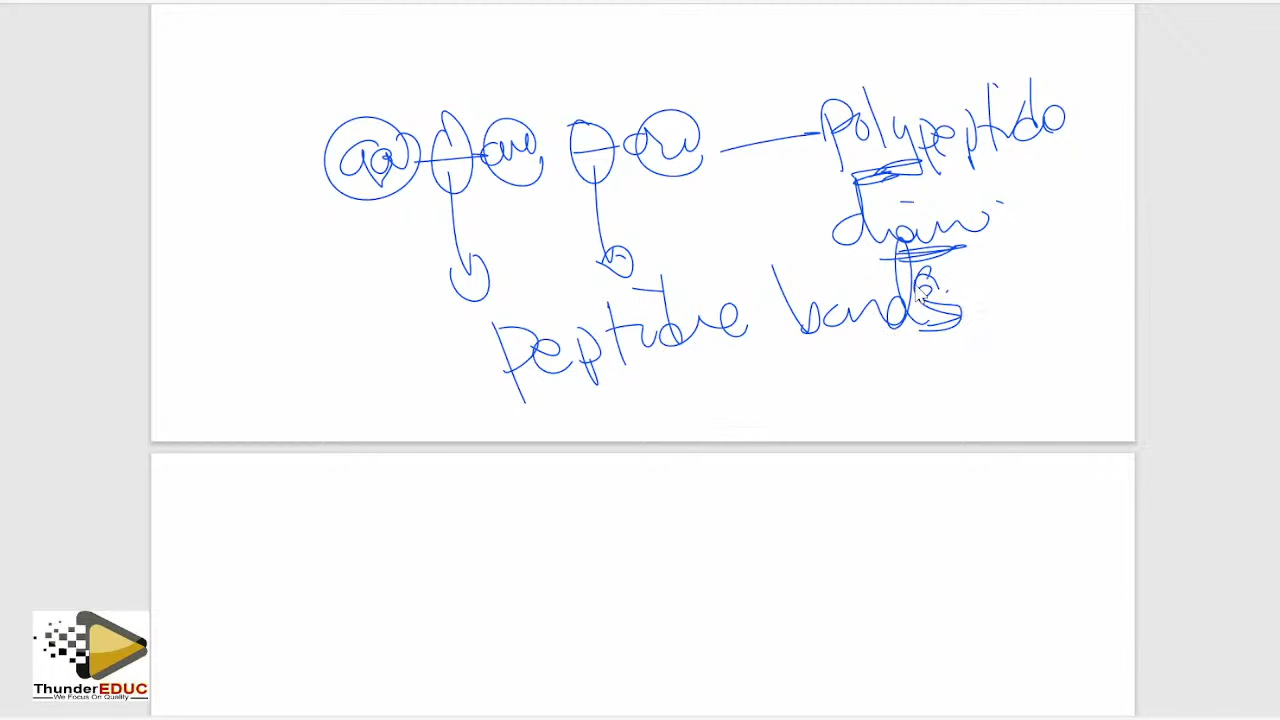 Polypeptide
chain
Peptide bonds
ThunderEDUC
We Focus On Quality